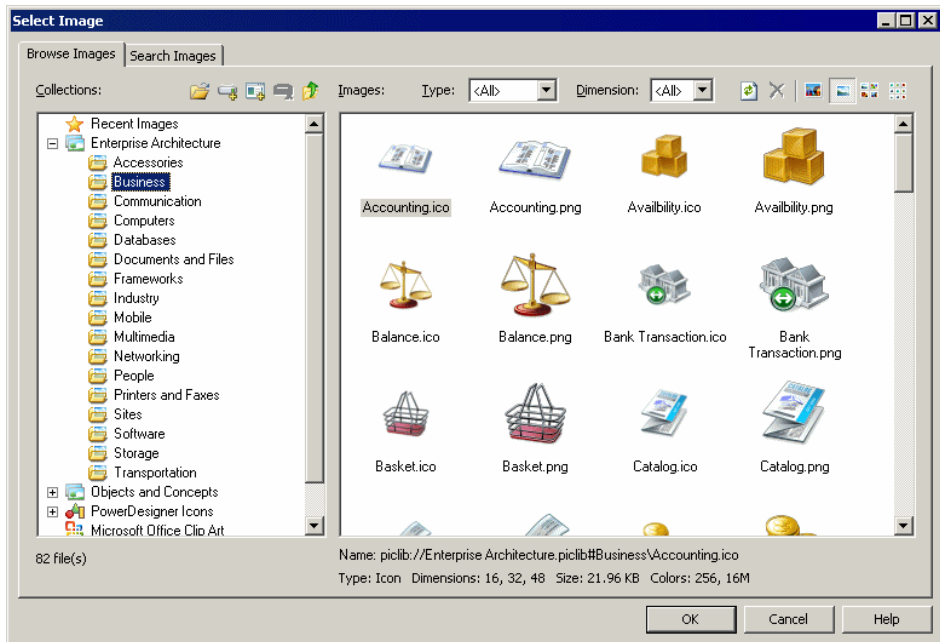 Select Image
Browse Images
Search Images
Collections:
Images:
Type:
<All>
Dimension:
<All>
Recent Images
Enterprise Architecture
Accessories
Business
Communication
Computers
Databases
Documents and Files
Frameworks
Industry
Mobile
Multimedia
Networking
People
Printers and Faxes
Sites
Software
Storage
Transportation
Objects and Concepts
PowerDesigner Icons
Microsoft Office Clip Art
Accounting.ico
Accounting.png
Availbility.ico
Availbility.png
Balance.ico
Balance.png
Bank Transaction.ico
Bank
Transaction.png
Basket.ico
Basket.png
Catalog.ico
Catalog.png
82 file(s)
Name: piclib://Enterprise Architecture.piclib#Business\Accounting.ico
Type: Icon Dimensions: 16, 32, 48 Size: 21.96 KB Colors: 256, 16M
OK
Cancel
Help